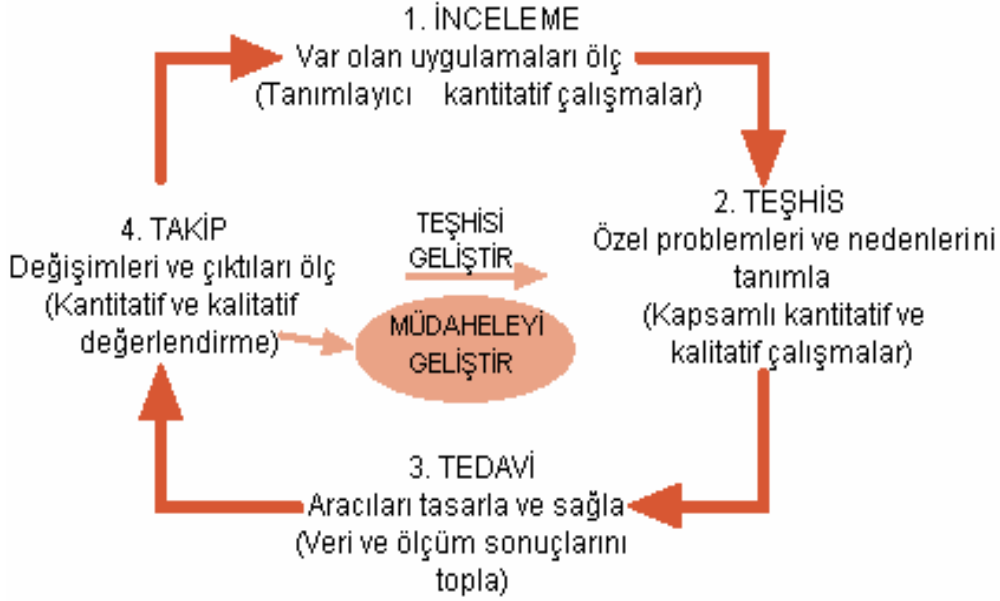 1. İNCELEME
Var olan uygulamaları ölç
(Tanımlayıcı kantitatif çalışmalar)
2. TEŞHİS
Özel problemleri ve nedenlerini
tanımla
(Kapsamlı kantitatif ve
kalitatif çalışmalar)
3. TEDAVİ
Aracıları tasarla ve sağla
(Veri ve ölçüm sonuçlarını
topla)
4. TAKİP
Değişimleri ve çıktıları ölç
(Kantitatif ve kalitatif
değerlendirme)
TEŞHİSİ
GELİŞTİR
MÜDAHELEYİ
GELİŞTİR